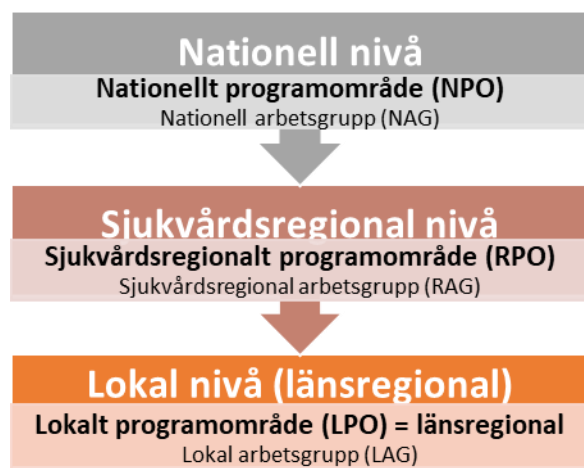 Nationell nivå
Nationellt programområde (NPO)
Nationell arbetsgrupp (NAG)
Sjukvårdsregional nivå
Sjukvårdsregionalt programområde (RPO)
Sjukvårdsregional arbetsgrupp (RAG)
Lokal nivå (länsregional)
Lokalt programområde (LPO) = länsregional
Lokal arbetsgrupp (LAG)